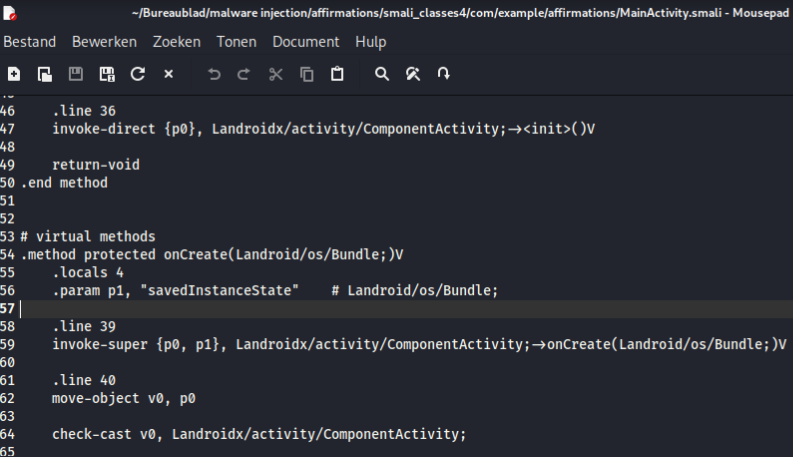 ~/Bureaublad/malware injection/affirmations/smali_classes4/com/example/affirmations/MainActivity.smali - Mousepad
Bestand Bewerken Zoeken Tonen Document Hulp
46 .line 36
47 invoke-direct {p0}, Landroidx/activity/ComponentActivity;→<init>()V
48
49 return-void
50 .end method
51
52
53 # virtual methods
54 .method protected onCreate(Landroid/os/Bundle;)V
55 .locals 4
56 .param p1, "savedInstanceState" # Landroid/os/Bundle;
57
58 .line 39
59 invoke-super {p0, p1}, Landroidx/activity/ComponentActivity;→onCreate(Landroid/os/Bundle;)V
60
61 .line 40
62 move-object v0, p0
63
64 check-cast v0, Landroidx/activity/ComponentActivity;
65